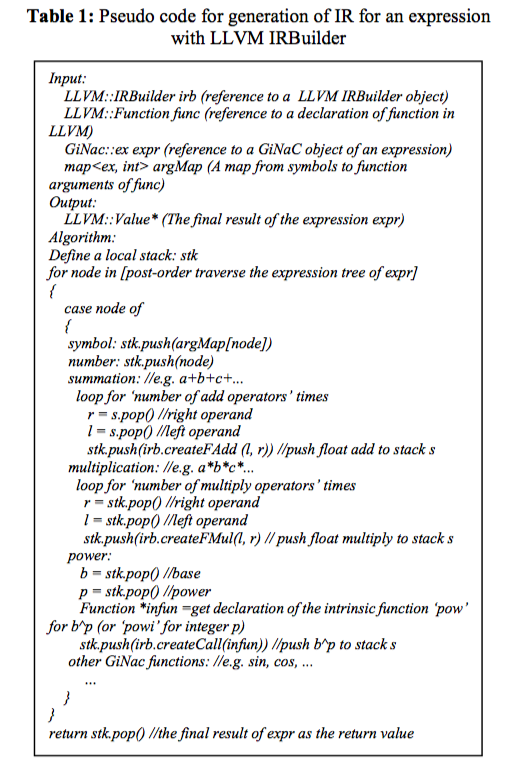 Table 1: Pseudo code for generation of IR for an expression
with LLVM IRBuilder
Input:
LLVM::IRBuilder irb (reference to a LLVM IRBuilder object)
LLVM::Function func (reference to a declaration of function in
LLVM)
GiNac::ex expr (reference to a GiNaC object of an expression)
map<ex, int> argMap (A map from symbols to function
arguments of func)
Output:
LLVM::Value* (The final result of the expression expr)
Algorithm:
Define a local stack: stk
for node in [post-order traverse the expression tree of expr]
{
case node of
{
symbol: stk.push(argMap[node])
number: stk.push(node)
summation: //e.g. a+b+c+...
loop for ‘number of add operators’ times
r = s.pop() //right operand
l = s.pop() //left operand
stk.push(irb.createFAdd (l, r)) //push float add to stack s
multiplication: //e.g. a*b*c*...
loop for ‘number of multiply operators’ times
r = stk.pop() //right operand
l = stk.pop() //left operand
stk.push(irb.createFMul(l, r) // push float multiply to stack s
power:
b = stk.pop() //base
p = stk.pop() //power
Function *infun =get declaration of the intrinsic function ‘pow’
for b^p (or ‘powi’ for integer p)
stk.push(irb.createCall(infun)) //push b^p to stack s
other GiNac functions: //e.g. sin, cos, ...
...
}
}
return stk.pop() //the final result of expr as the return value